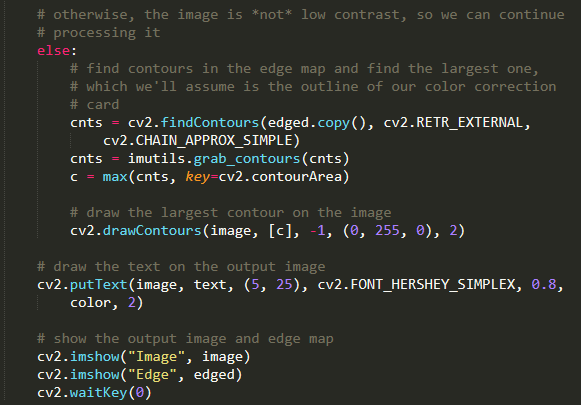 # otherwise, the image is *not* low contrast, so we can continue
# processing it
else:
# find contours in the edge map and find the largest one,
# which we'll assume is the outline of our color correction
# card
cnts = cv2.findContours(edged.copy(), cv2.RETR_EXTERNAL,
cv2.CHAIN_APPROX_SIMPLE)
cnts = imutils.grab_contours(cnts)
c = max(cnts, key=cv2.contourArea)
# draw the largest contour on the image
cv2.drawContours(image, [c], -1, (0, 255, 0), 2)
# draw the text on the output image
cv2.putText(image, text, (5, 25), cv2.FONT_HERSHEY_SIMPLEX, 0.8,
color, 2)
# show the output image and edge map
cv2.imshow("Image", image)
cv2.imshow("Edge", edged)
cv2.waitKey(0)